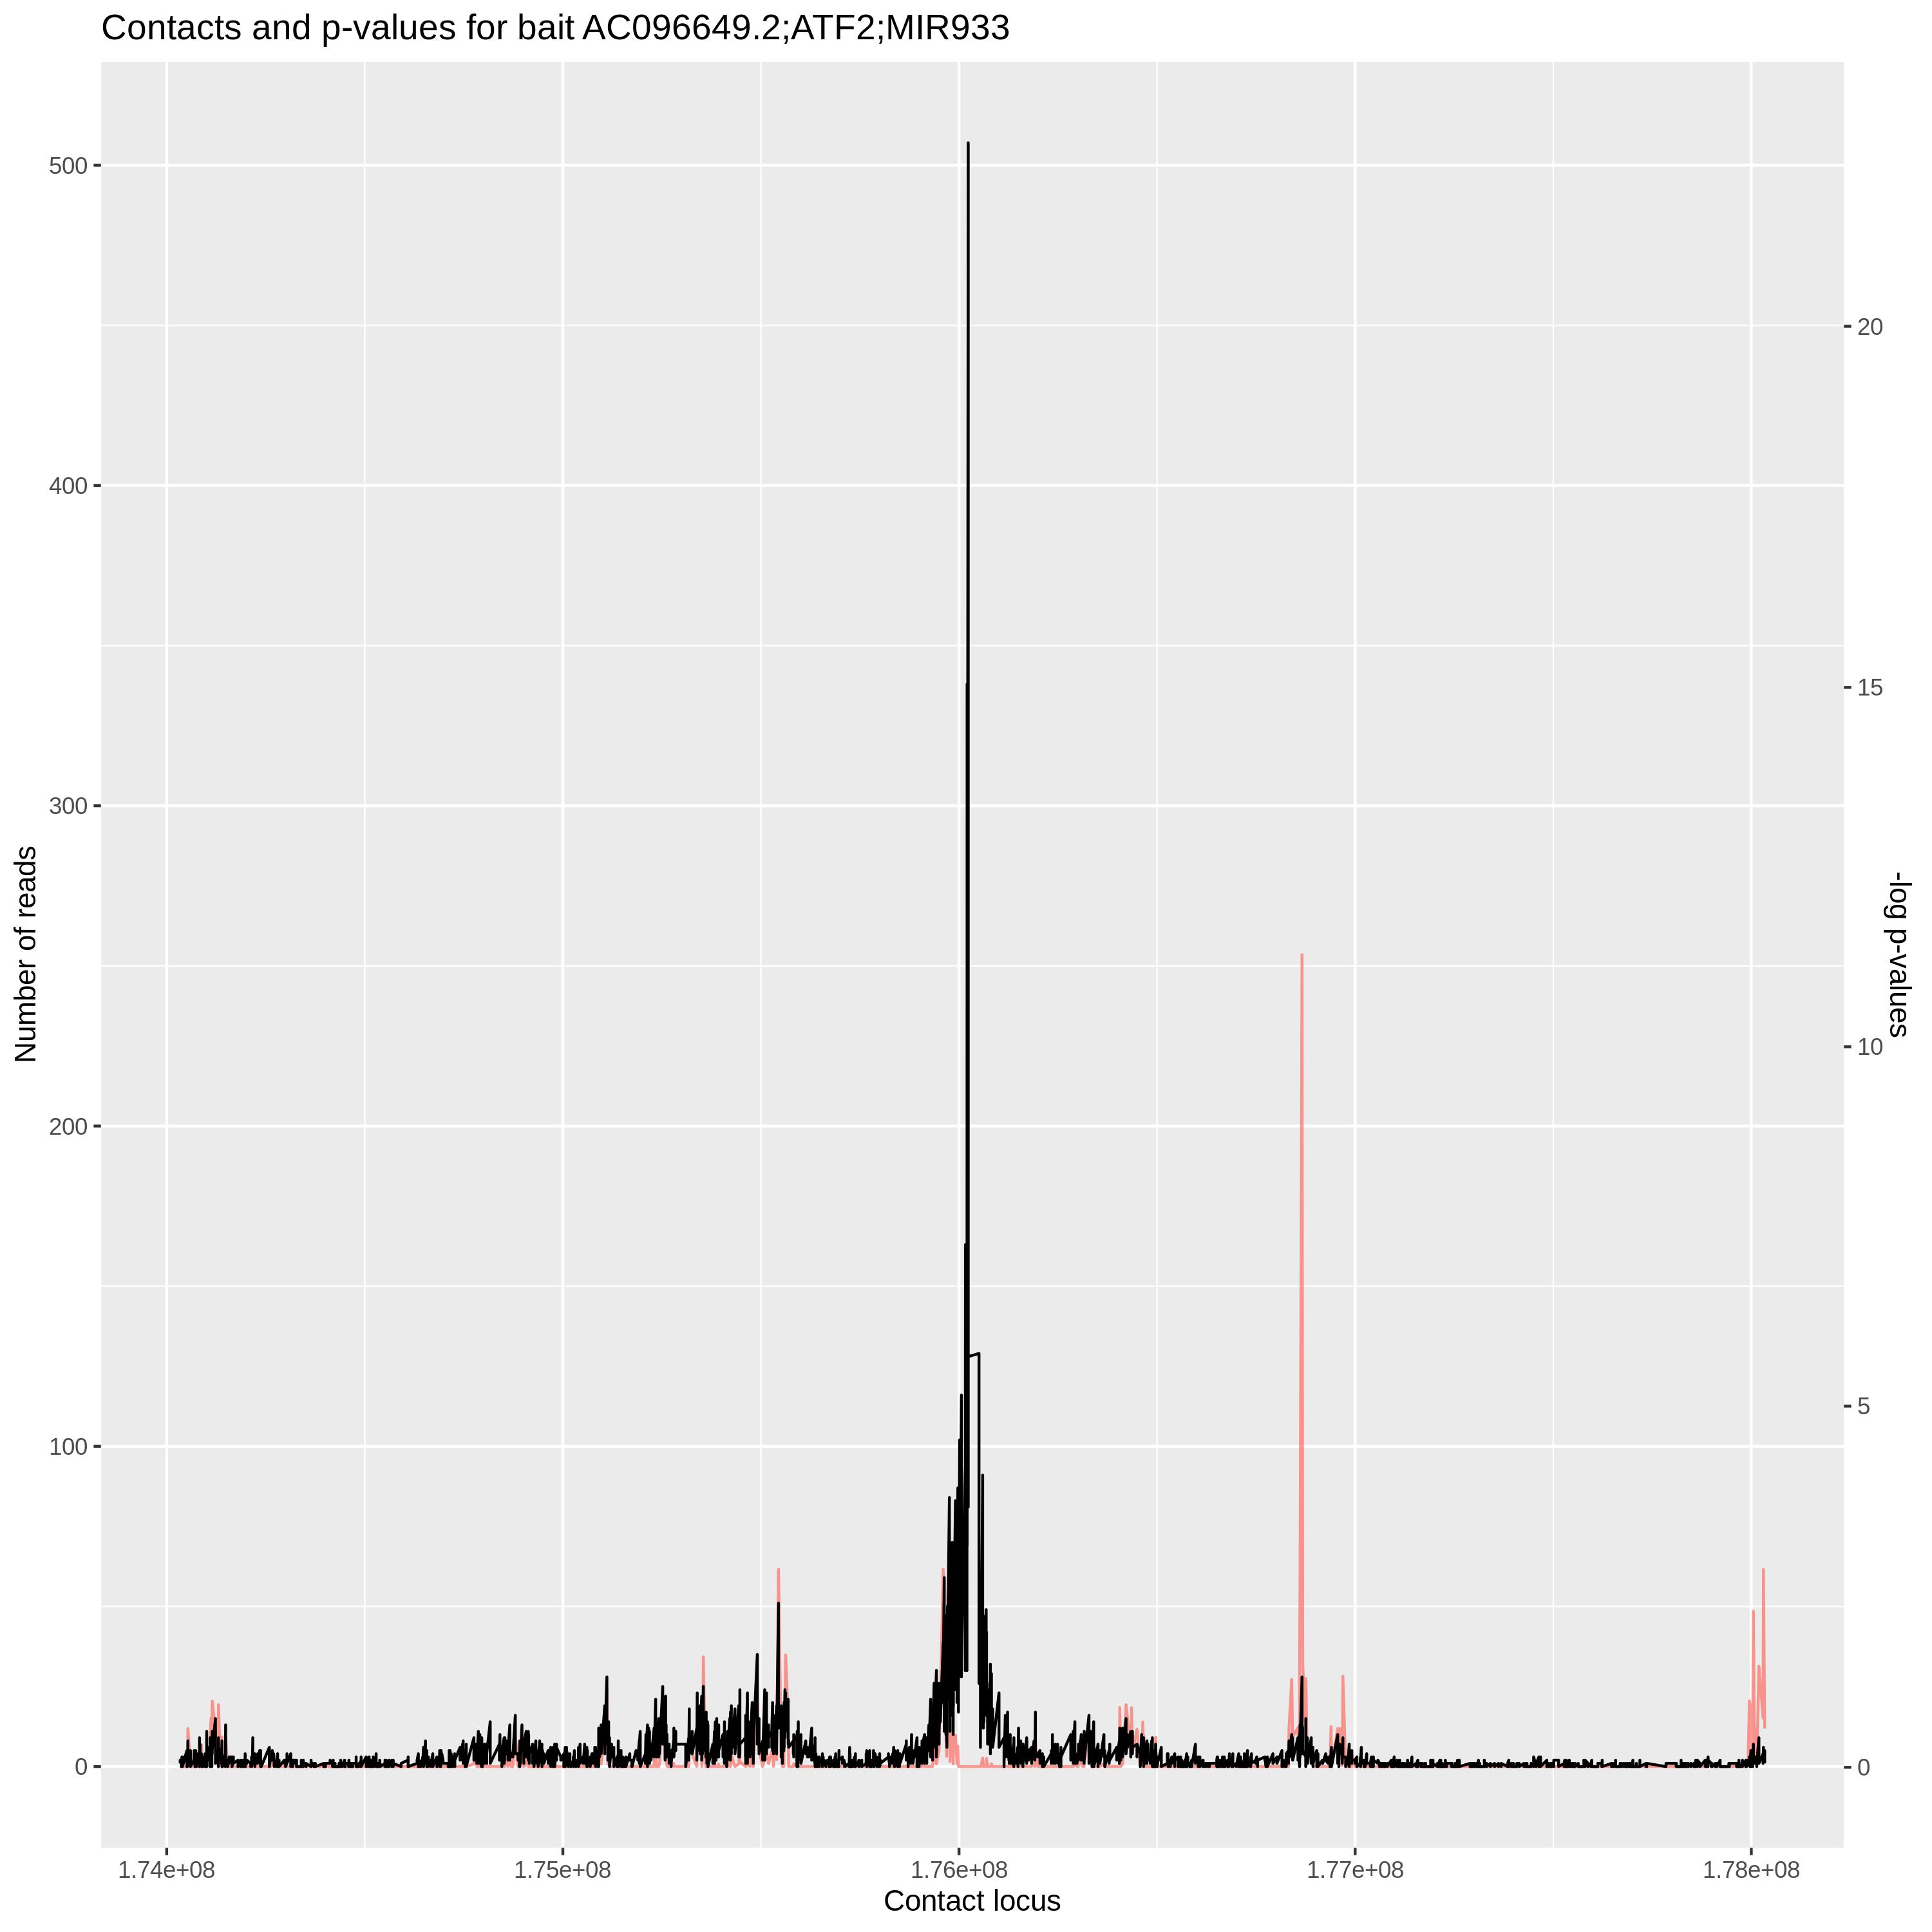 Contacts and p-values for bait AC096649.2;ATF2;MIR933
Number of reads
500
400
300
200
100
0
20
15
10
5
0
-log p-values
1.74e+08 1.75e+08 1.76e+08 1.77e+08 1.78e+08
Contact locus